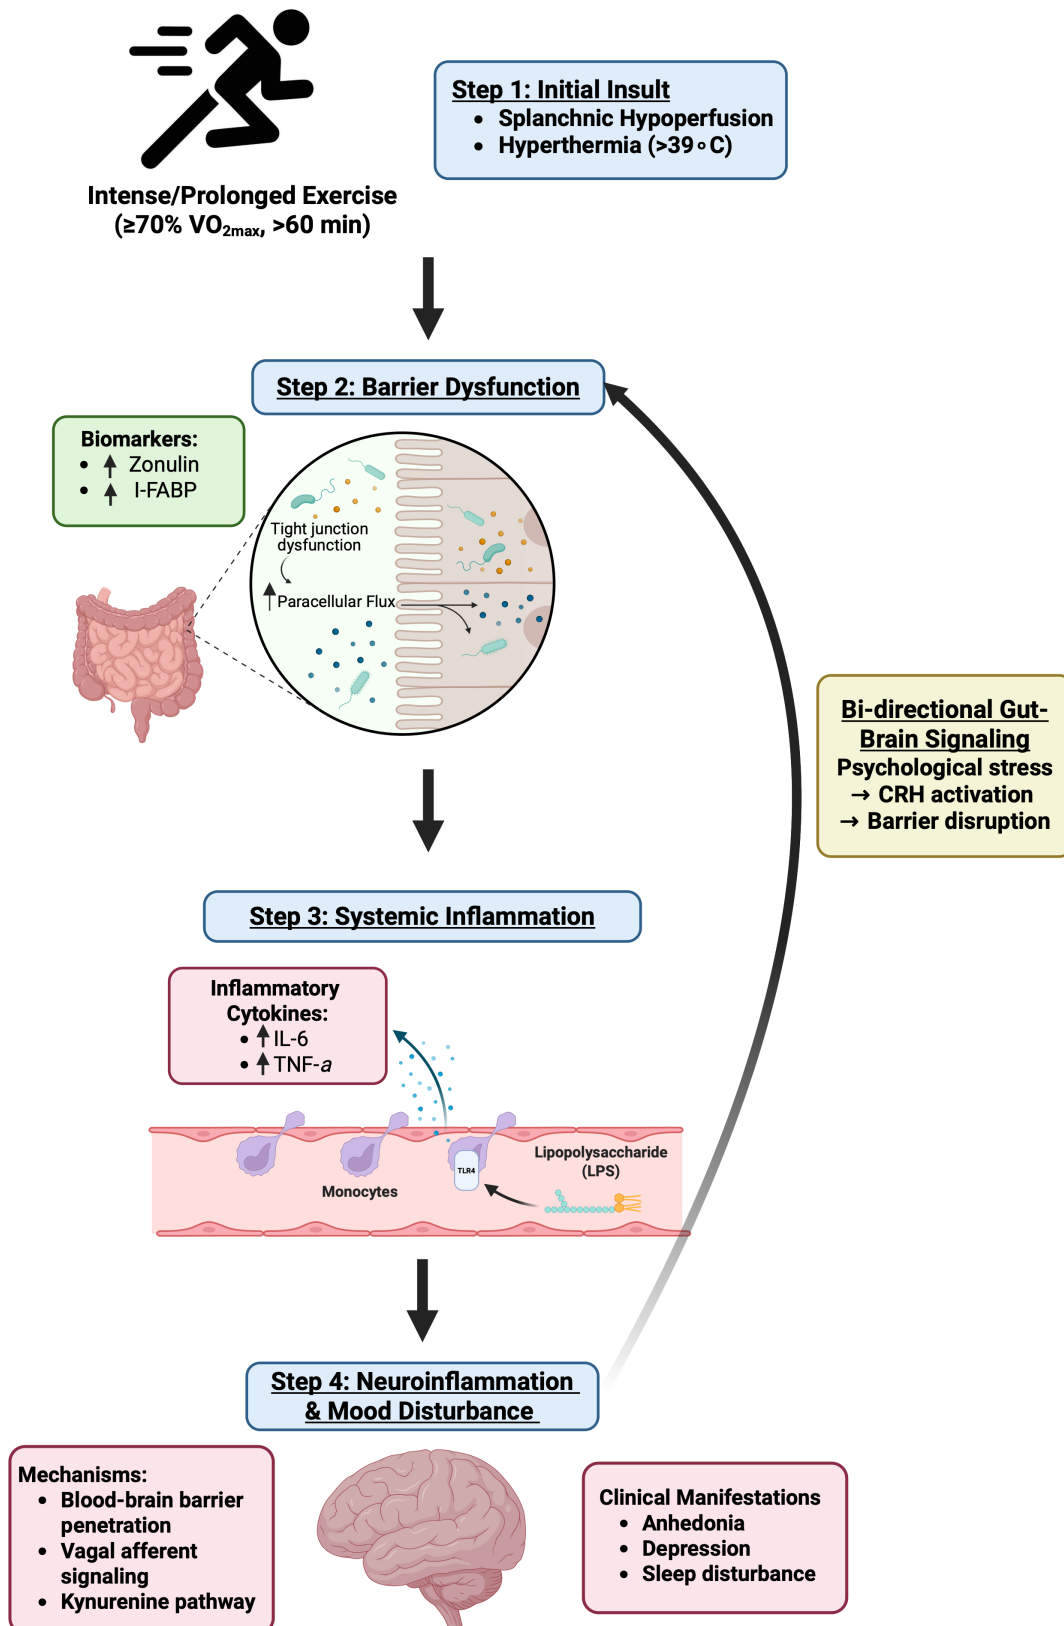 Intense/Prolonged Exercise
(≥70% VO2max, >60 min)
Step 1: Initial Insult
• Splanchnic Hypoperfusion
• Hyperthermia (>39∘C)
Step 2: Barrier Dysfunction
Biomarkers:
• ↑ Zonulin
• ↑ I-FABP
Tight junction
dysfunction
↑ Paracellular Flux
Bi-directional Gut-
Brain Signaling
Psychological stress
→ CRH activation
→ Barrier disruption
Step 3: Systemic Inflammation
Inflammatory
Cytokines:
• ↑ IL-6
• ↑ TNF-a
Monocytes
TLR4
Lipopolysaccharide
(LPS)
Step 4: Neuroinflammation
& Mood Disturbance
Mechanisms:
• Blood-brain barrier
penetration
• Vagal afferent
signaling
• Kynurenine pathway
Clinical Manifestations
• Anhedonia
• Depression
• Sleep disturbance